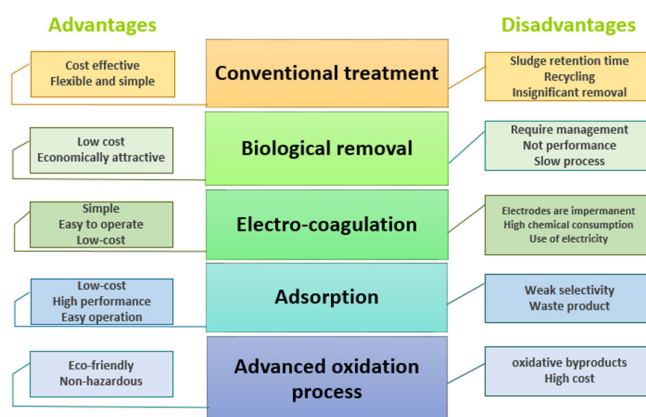 Advantages
Disadvantages
Cost effective
Flexible and simple
Conventional treatment
Sludge retention time
Recycling
Insignificant removal
Low cost
Economically attractive
Biological removal
Require management
Not performance
Slow process
Simple
Easy to operate
Low-cost
Electro-coagulation
Electrodes are impermanent
High chemical consumption
Use of electricity
Low-cost
High performance
Easy operation
Adsorption
Weak selectivity
Waste product
Eco-friendly
Non-hazardous
Advanced oxidation
process
oxidative byproducts
High cost